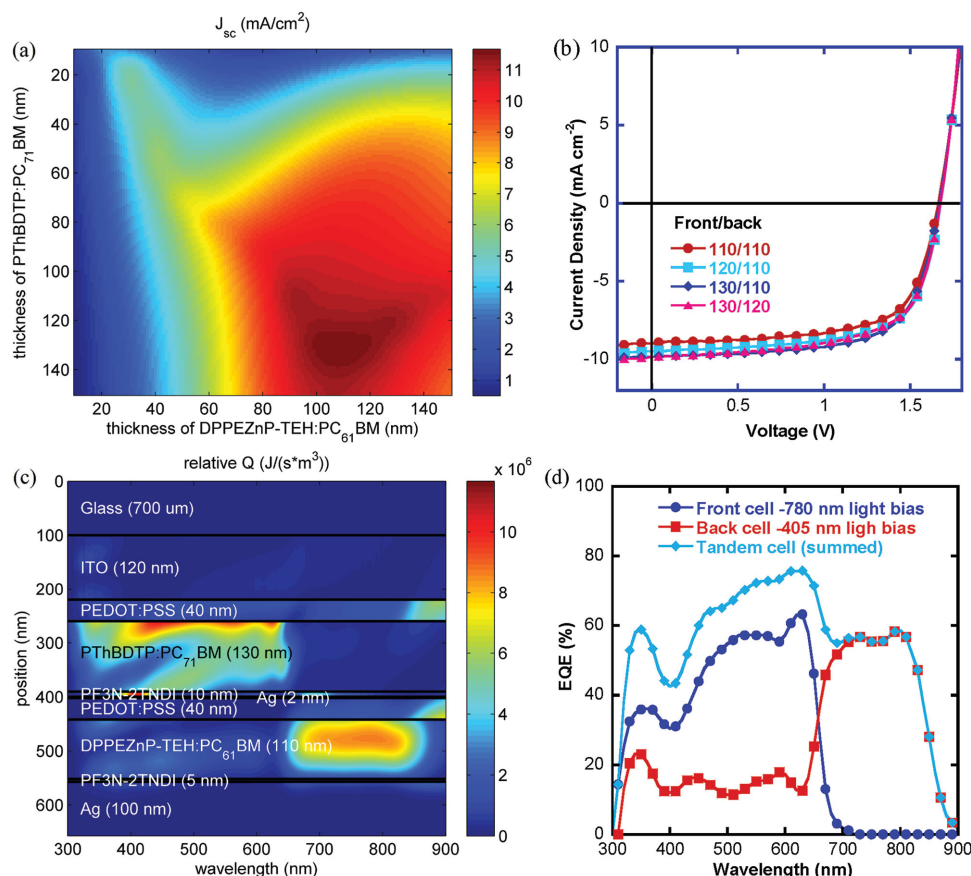 (a)
J_sc (mA/cm²)
thickness of PThBDTP:PC₇₁BM (nm)
20
40
60
80
100
120
140
20 40 60 80 100 120 140
thickness of DPPEZnP-TEH:PC₆₁BM (nm)
11
10
9
8
7
6
5
4
3
2
1
(b)
Current Density (mA cm⁻²)
10
5
0
-5
-10
Front/back
110/110
120/110
130/110
130/120
0 0.5 1 1.5
Voltage (V)
(c)
relative Q (J/(s*m³))
x 10⁶
position (nm)
0
100
200
300
400
500
600
Glass (700 um)
ITO (120 nm)
PEDOT:PSS (40 nm)
PThBDTP:PC₇₁BM (130 nm)
PF3N-2TNDI (10 nm)
Ag (2 nm)
PEDOT:PSS (40 nm)
DPPEZnP-TEH:PC₆₁BM (110 nm)
PF3N-2TNDI (5 nm)
Ag (100 nm)
300 400 500 600 700 800 900
wavelength (nm)
10
8
6
4
2
0
(d)
EQE (%)
100
80
60
40
20
0
Front cell -780 nm light bias
Back cell -405 nm ligh bias
Tandem cell (summed)
300 400 500 600 700 800 900
Wavelength (nm)